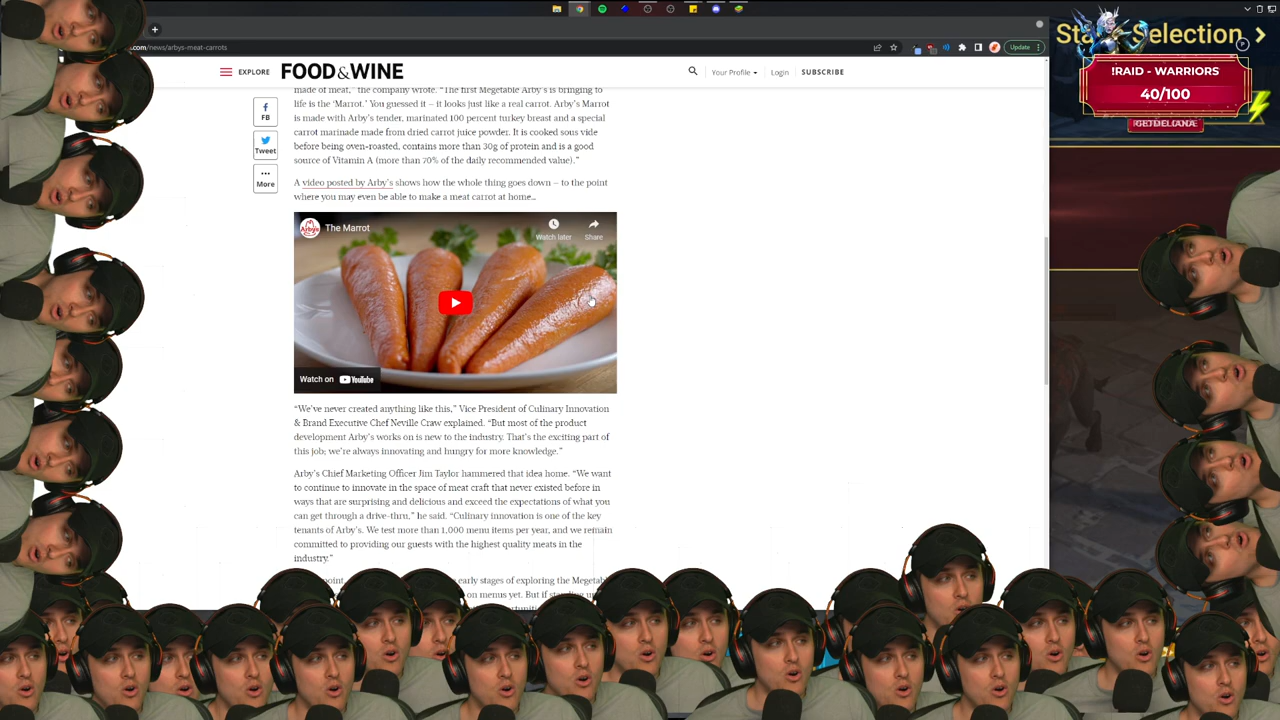 .com/news/arbys-meat-carrots
Update
EXPLORE
FOOD&WINE
Your Profile
Login
SUBSCRIBE
made of meat," the company wrote. "The first Megetable Arby's is bringing to
life is the 'Marrot.' You guessed it – it looks just like a real carrot. Arby's Marrot
is made with Arby's tender, marinated 100 percent turkey breast and a special
carrot marinade made from dried carrot juice powder. It is cooked sous vide
before being oven-roasted, contains more than 30g of protein and is a good
source of Vitamin A (more than 70% of the daily recommended value)."
FB
Tweet
More
A video posted by Arby's shows how the whole thing goes down – to the point
where you may even be able to make a meat carrot at home…
Arbys
The Marrot
Watch later
Share
Watch on YouTube
"We've never created anything like this," Vice President of Culinary Innovation
& Brand Executive Chef Neville Craw explained. "But most of the product
development Arby's works on is new to the industry. That's the exciting part of
this job; we're always innovating and hungry for more knowledge."
Arby's Chief Marketing Officer Jim Taylor hammered that idea home. "We want
to continue to innovate in the space of meat craft that never existed before in
ways that are surprising and delicious and exceed the expectations of what you
can get through a drive-thru," he said. "Culinary innovation is one of the key
tenants of Arby's. We test more than 1,000 menu items per year, and we remain
committed to providing our guests with the highest quality meats in the
industry."
point, early stages of exploring the
on menus yet. But if
Selection
P
!RAID - WARRIORS
40/100